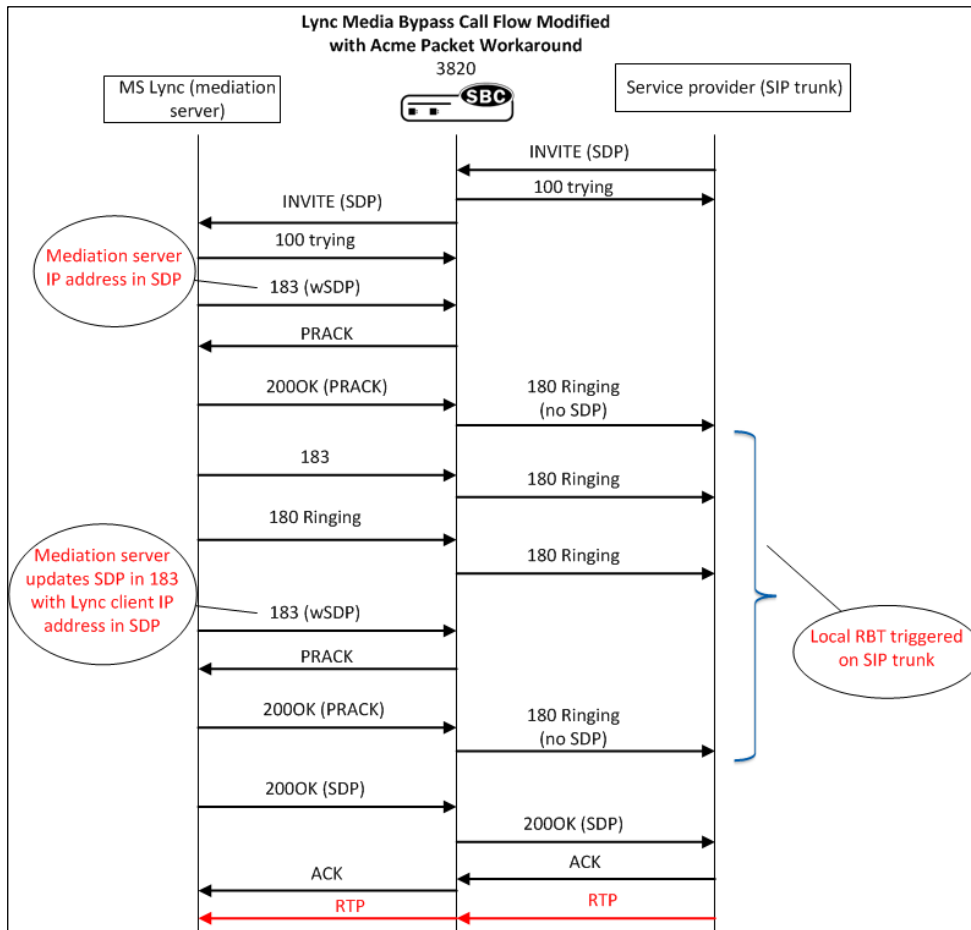 Lync Media Bypass Call Flow Modified
with Acme Packet Workaround
3820
MS Lync (mediation
server)
SBC
Service provider (SIP trunk)
INVITE (SDP)
100 trying
INVITE (SDP)
100 trying
Mediation server
IP address in SDP
183 (wSDP)
PRACK
200OK (PRACK)
180 Ringing
(no SDP)
183
180 Ringing
180 Ringing
180 Ringing
Mediation server
updates SDP in 183
with Lync client IP
address in SDP
183 (wSDP)
Local RBT triggered
on SIP trunk
PRACK
200OK (PRACK)
180 Ringing
(no SDP)
200OK (SDP)
200OK (SDP)
ACK
ACK
RTP
RTP